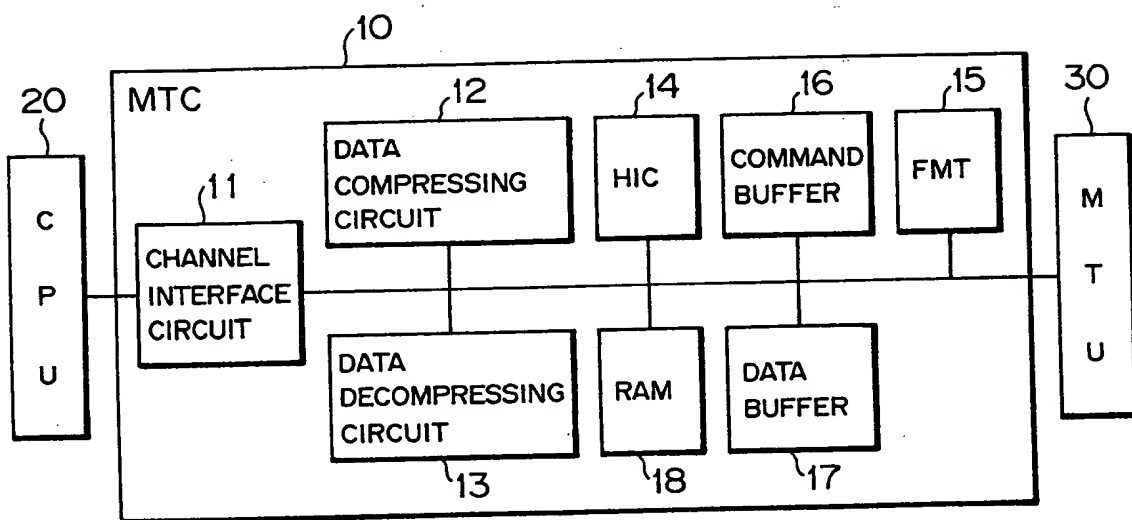 10
20
MTC
12
14
16
15
30
DATA
COMPRESSING
CIRCUIT
HIC
COMMAND
BUFFER
FMT
11
C
P
U
CHANNEL
INTERFACE
CIRCUIT
M
T
U
DATA
DECOMPRESSING
CIRCUIT
RAM
DATA
BUFFER
13
18
17